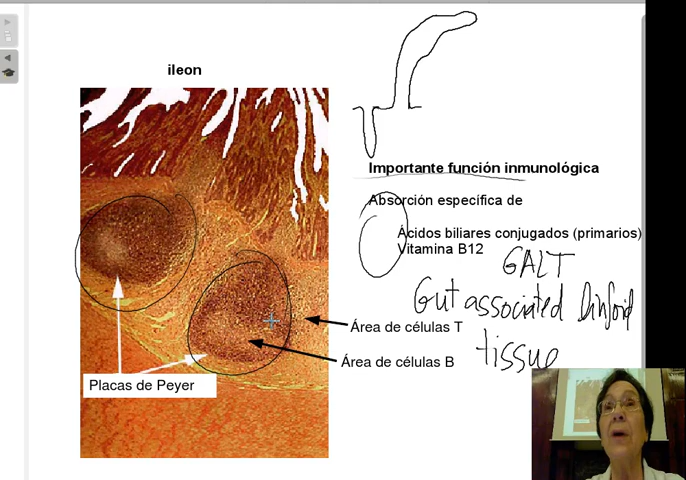 ileon
Importante función inmunológica
Absorción específica de
Ácidos biliares conjugados (primarios)
Vitamina B12
GALT
Gut associated linfoid
tissue
Área de células T
Área de células B
Placas de Peyer